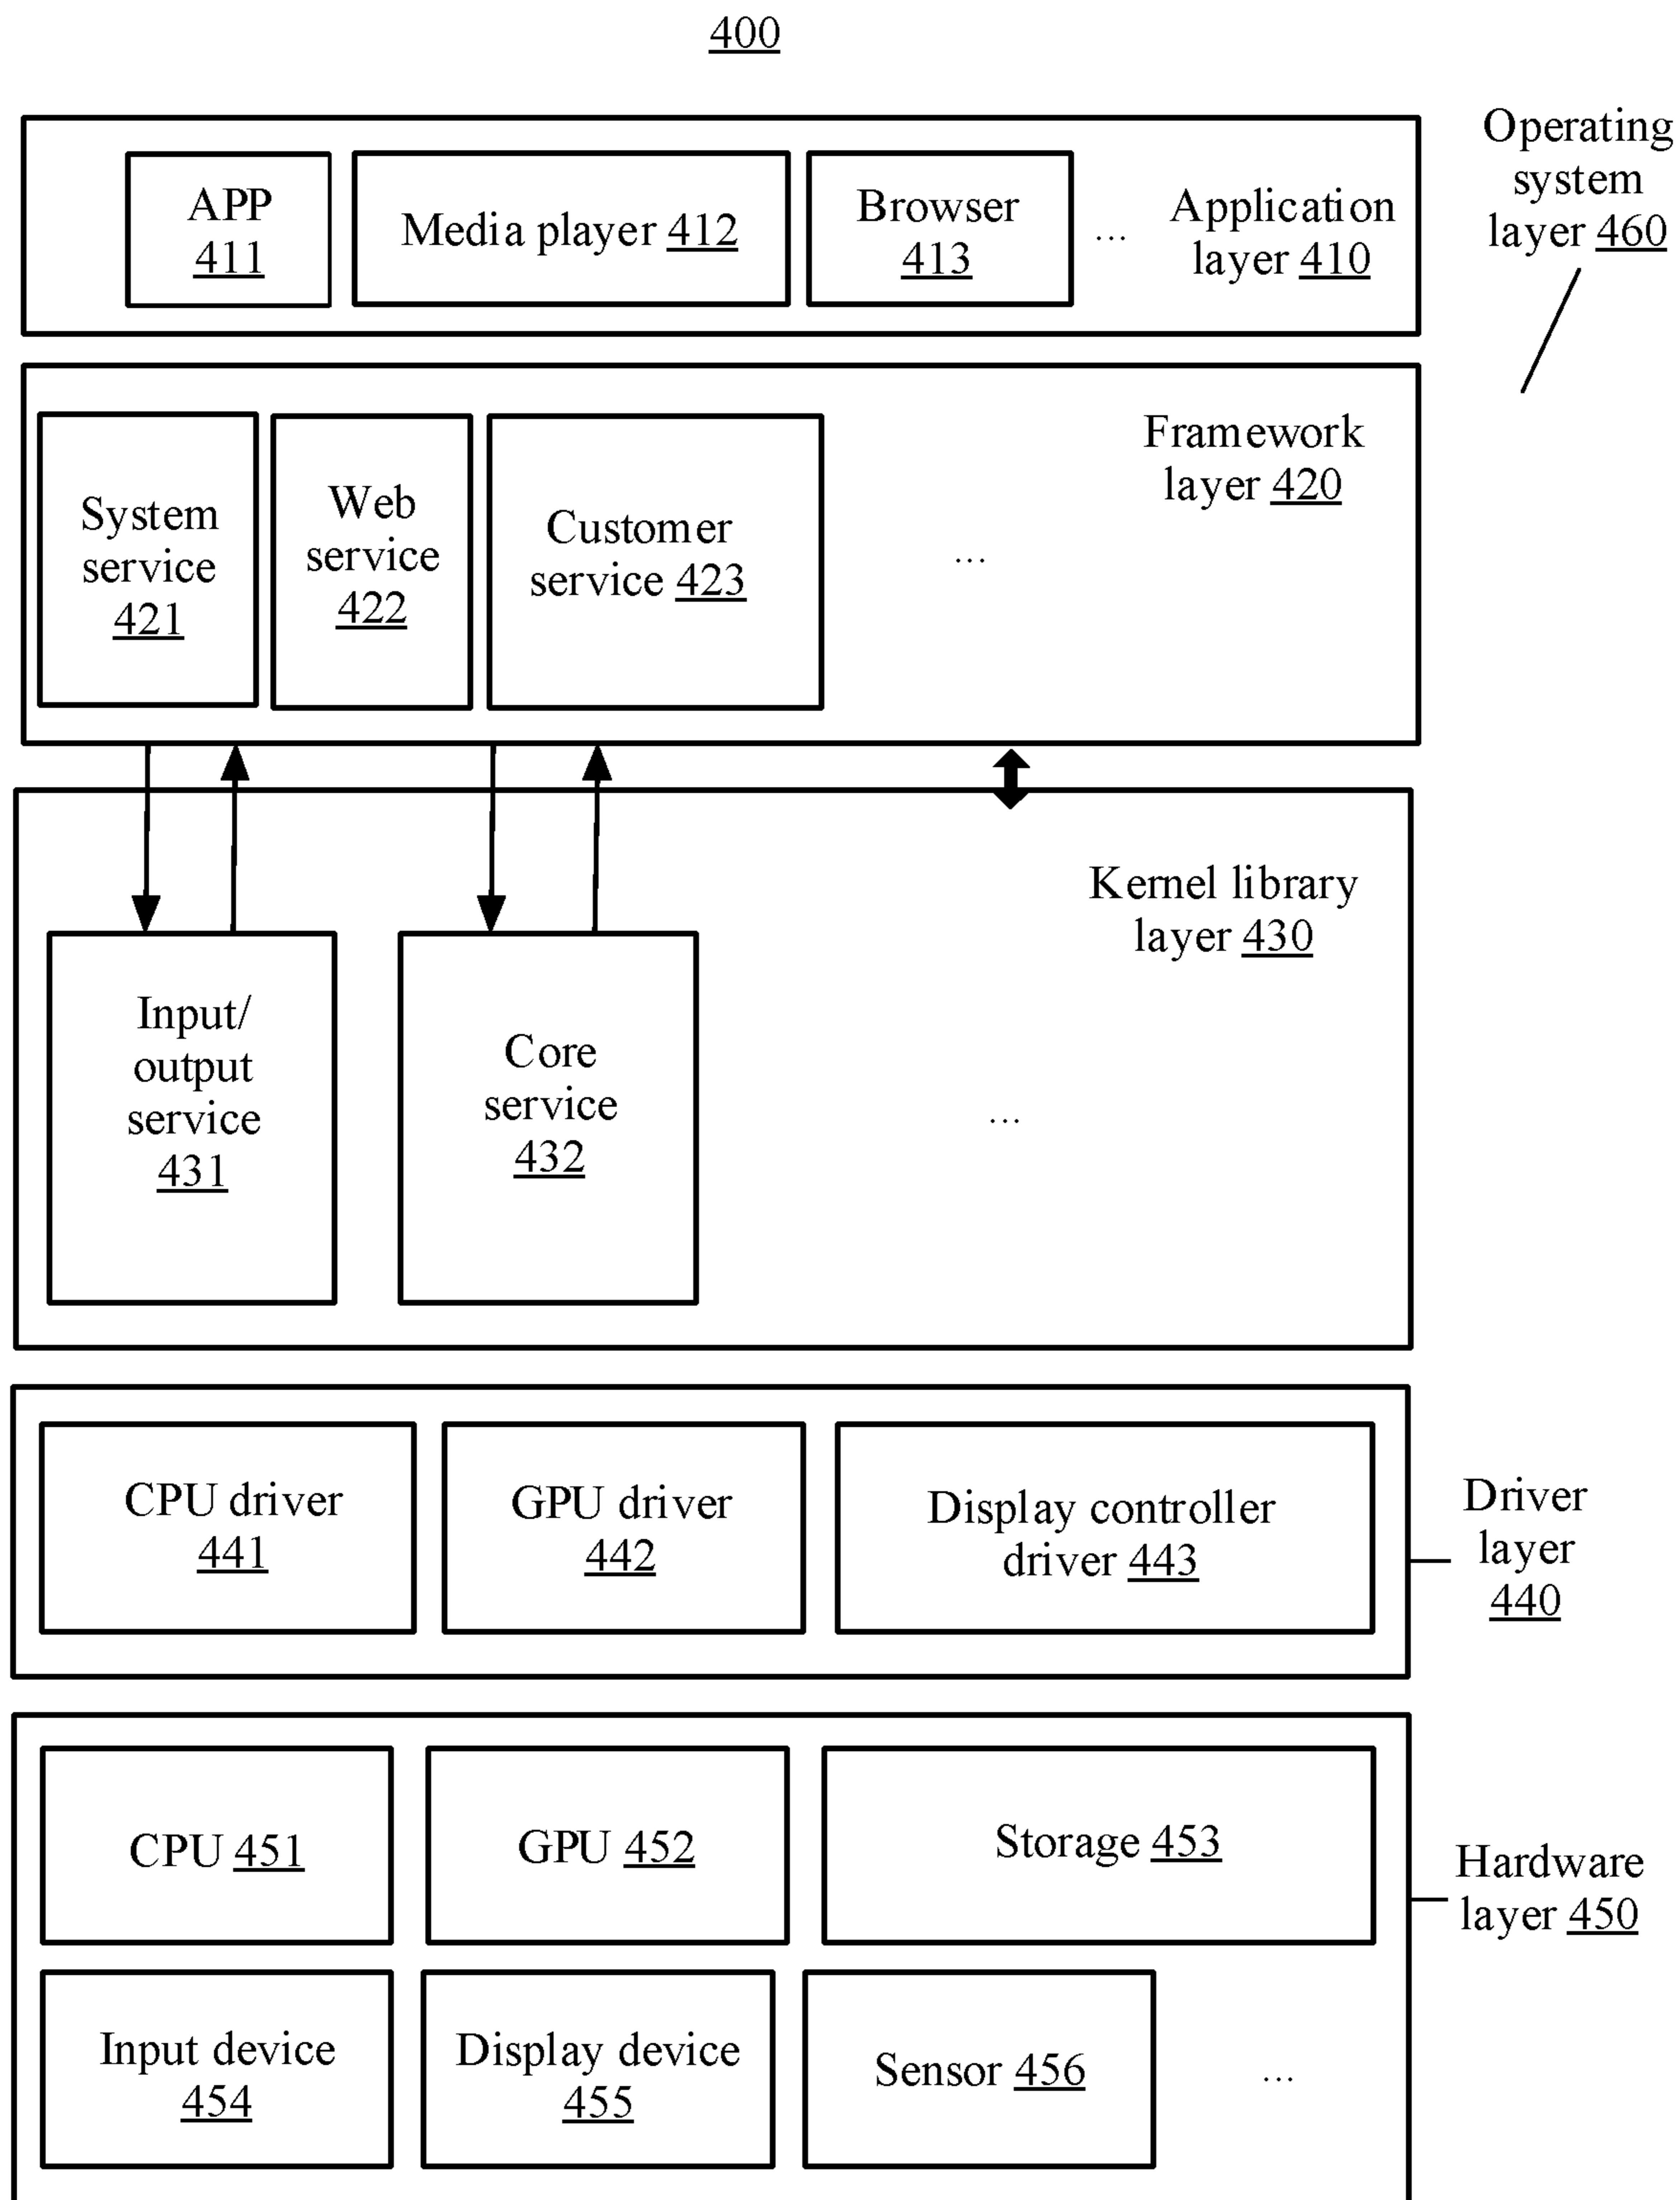 400
Operating
system
layer 460
APP
411
Media player 412
Browser
413
...
Application
layer 410
System
service
421
Web
service
422
Customer
service 423
...
Framework
layer 420
Kernel library
layer 430
Input/
output
service
431
Core
service
432
...
CPU driver
441
GPU driver
442
Display controller
driver 443
Driver
layer
440
CPU 451
GPU 452
Storage 453
Hardware
layer 450
Input device
454
Display device
455
Sensor 456
...